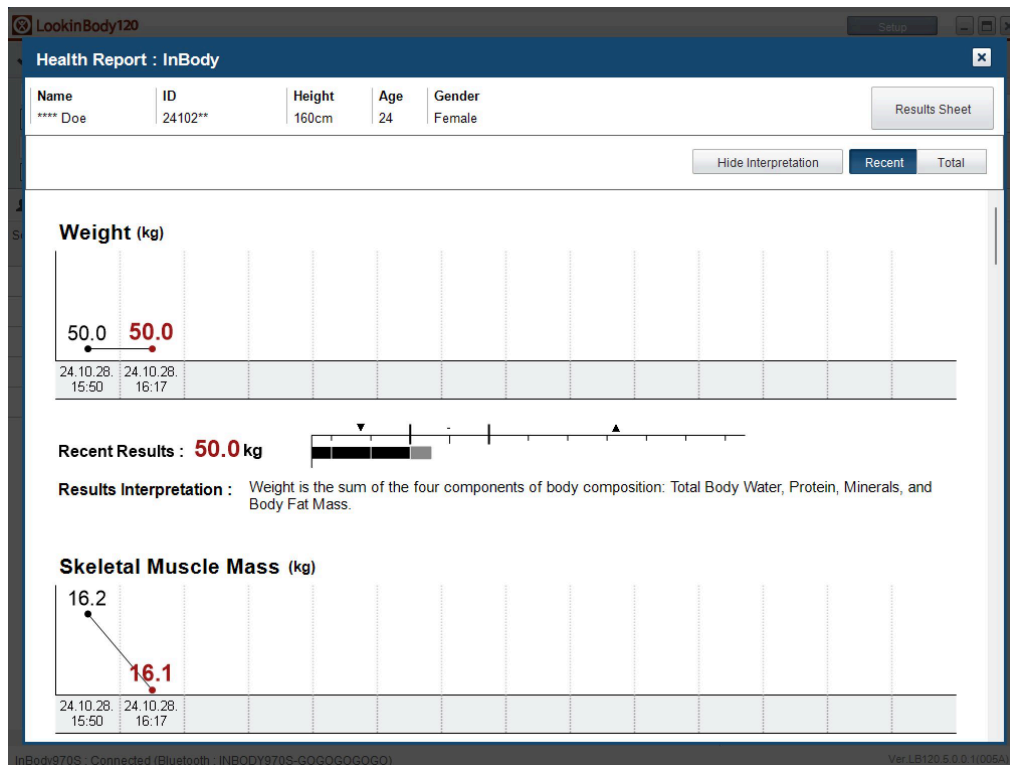 LookinBody120
Setup
Health Report : InBody
Name ID Height Age Gender
**** Doe 24102** 160cm 24 Female
Results Sheet
Hide Interpretation Recent Total
Weight (kg)
50.0 50.0
24.10.28. 24.10.28.
15:50 16:17
Recent Results : 50.0 kg
Results Interpretation : Weight is the sum of the four components of body composition: Total Body Water, Protein, Minerals, and
Body Fat Mass.
Skeletal Muscle Mass (kg)
16.2
16.1
24.10.28. 24.10.28.
15:50 16:17
InBody970S : Connected (Bluetooth : INBODY970S-GOGOGOGOGO) Ver.LB120.5.0.0.1(005A)